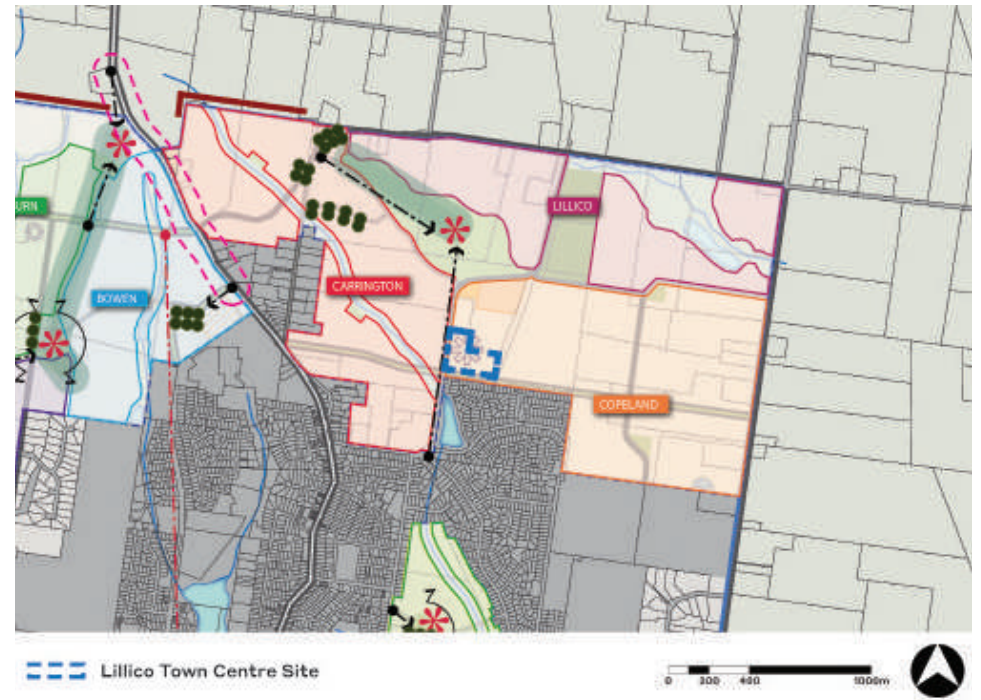 LILLICO
URN
CARRINGTON
BOWEN
COPELAND
Lillico Town Centre Site
0 200 400 1000m